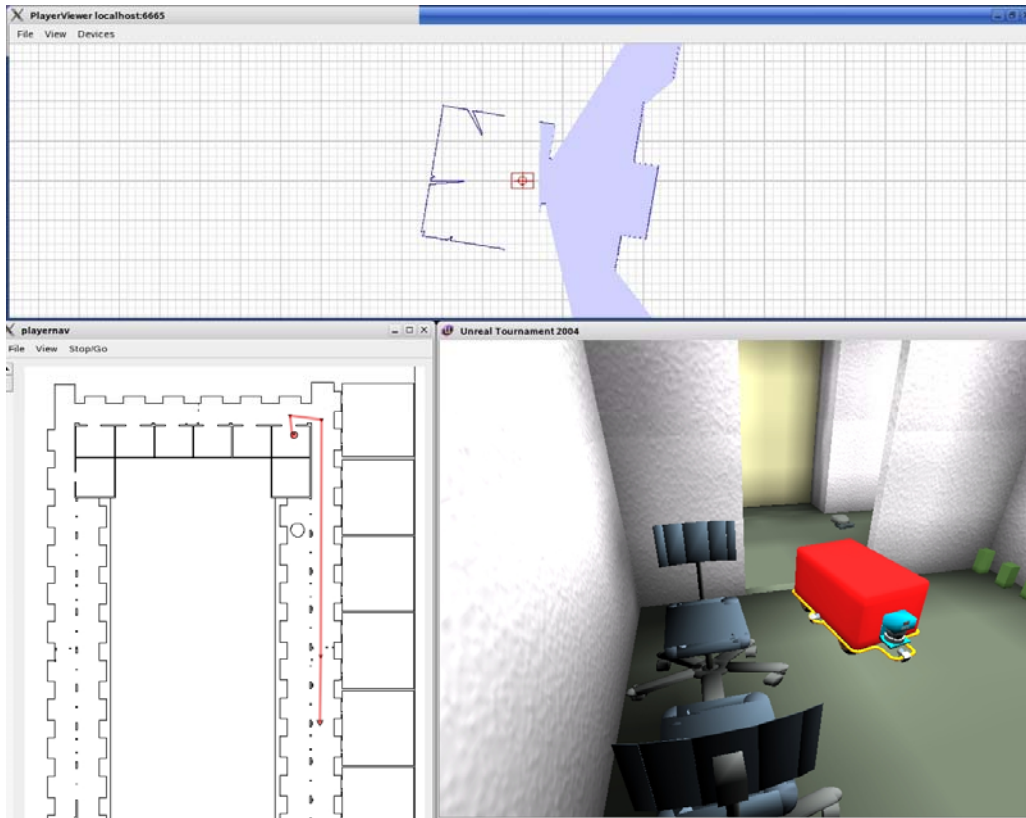 PlayerViewer localhost:6665
File View Devices
playernav
File View Stop/Go
Unreal Tournament 2004